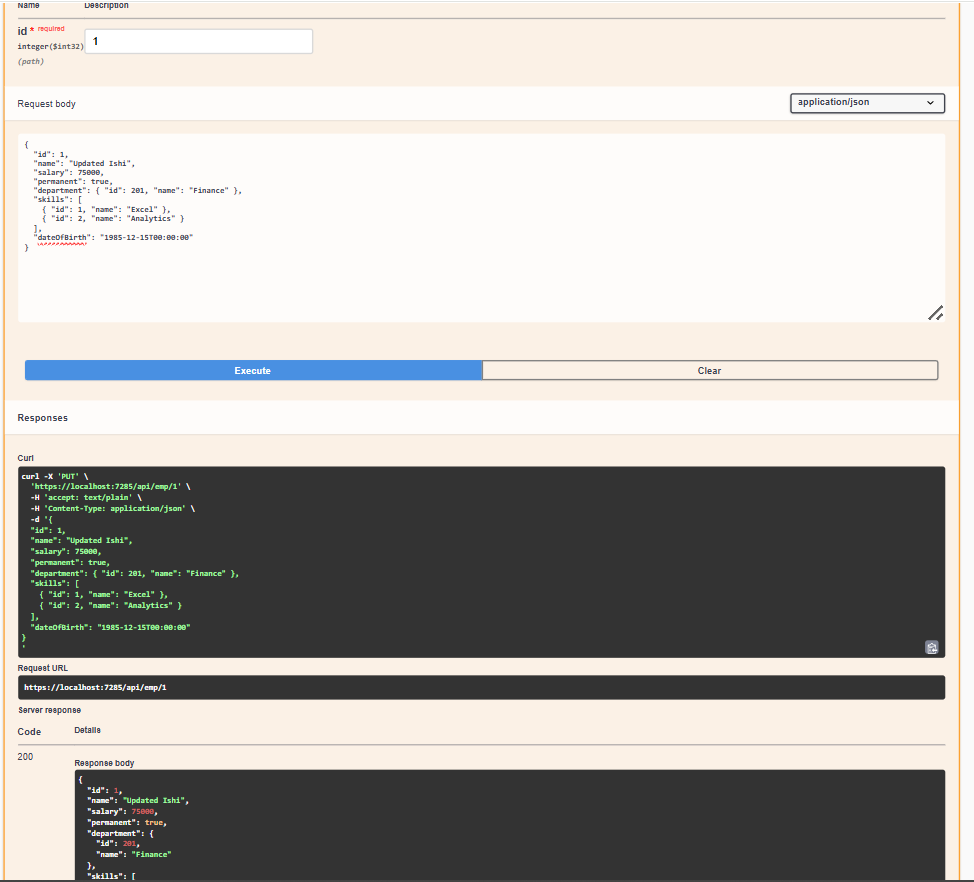 Name Description
id * required
integer($int32) 1
(path)
Request body application/json
{
  "id": 1,
  "name": "Updated Ishi",
  "salary": 75000,
  "permanent": true,
  "department": { "id": 201, "name": "Finance" },
  "skills": [
    { "id": 1, "name": "Excel" },
    { "id": 2, "name": "Analytics" }
  ],
  "dateOfBirth": "1985-12-15T00:00:00"
}
Execute Clear
Responses
Curl
curl -X 'PUT' \
  'https://localhost:7285/api/emp/1' \
  -H 'accept: text/plain' \
  -H 'Content-Type: application/json' \
  -d '{
  "id": 1,
  "name": "Updated Ishi",
  "salary": 75000,
  "permanent": true,
  "department": { "id": 201, "name": "Finance" },
  "skills": [
    { "id": 1, "name": "Excel" },
    { "id": 2, "name": "Analytics" }
  ],
  "dateOfBirth": "1985-12-15T00:00:00"
}
'
Request URL
https://localhost:7285/api/emp/1
Server response
Code Details
200
Response body
{
  "id": 1,
  "name": "Updated Ishi",
  "salary": 75000,
  "permanent": true,
  "department": {
    "id": 201,
    "name": "Finance"
  },
  "skills": [